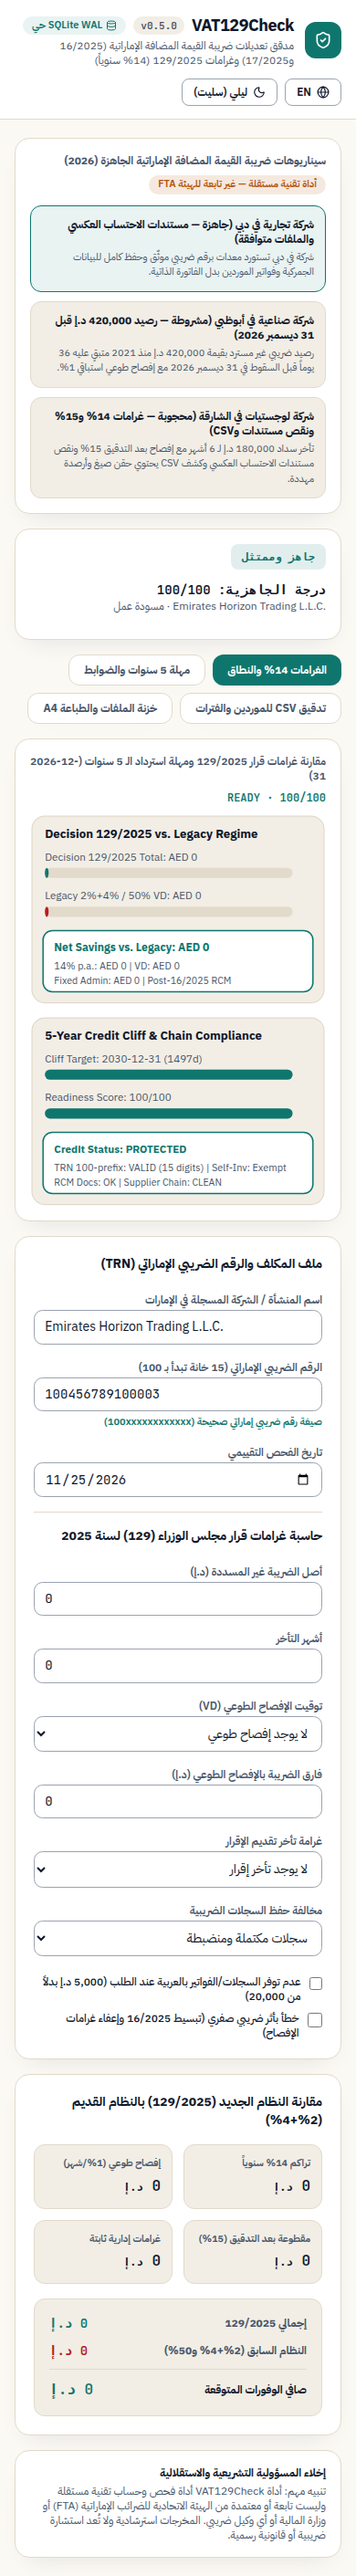 VAT129Check v0.5.0 SQLite WAL حي
مدقق تعديلات ضريبة القيمة المضافة الإماراتية (16/2025
و17/2025) وغرامات 129/2025 (14% سنوياً)
EN
ليلي (سليت)
سيناريوهات ضريبة القيمة المضافة الإماراتية الجاهزة (2026)
أداة تقنية مستقلة — غير تابعة للهيئة FTA
شركة تجارية في دبي (جاهزة — مستندات الاحتساب العكسي
والملفات متوافقة)
شركة في دبي تستورد معدات برقم ضريبي موثّق وحفظ كامل للبيانات
الجمركية وفواتير الموردين بدل الفاتورة الذاتية.
شركة صناعية في أبوظبي (مشروطة — رصيد 420,000 د.إ قبل
31 ديسمبر 2026)
رصيد ضريبي غير مسترد بقيمة 420,000 د.إ منذ 2021 متبقٍ عليه 36
يوماً قبل السقوط في 31 ديسمبر 2026 مع إفصاح طوعي استباقي 1%.
شركة لوجستيات في الشارقة (محجوبة — غرامات 14% و15%
ونقص مستندات وCSV)
تأخر سداد 180,000 د.إ لـ 6 أشهر مع إفصاح بعد التدقيق 15% ونقص
مستندات الاحتساب العكسي وكشف CSV يحتوي حقن صيغ وأرصدة
مهددة.
جاهز وممتثل
درجة الجاهزية: 100/100
Emirates Horizon Trading L.L.C. · مسودة عمل
الغرامات 14% والنطاق
مهلة 5 سنوات والضوابط
تدقيق CSV للموردين والفترات
خزنة الملفات والطباعة A4
مقارنة غرامات قرار 129/2025 ومهلة استرداد الـ 5 سنوات (2026-12-
31)
READY · 100/100
Decision 129/2025 vs. Legacy Regime
Decision 129/2025 Total: AED 0
Legacy 2%+4% / 50% VD: AED 0
Net Savings vs. Legacy: AED 0
14% p.a.: AED 0 | VD: AED 0
Fixed Admin: AED 0 | Post-16/2025 RCM
5-Year Credit Cliff & Chain Compliance
Cliff Target: 2030-12-31 (1497d)
Readiness Score: 100/100
Credit Status: PROTECTED
TRN 100-prefix: VALID (15 digits) | Self-Inv: Exempt
RCM Docs: OK | Supplier Chain: CLEAN
ملف المكلف والرقم الضريبي الإماراتي (TRN)
اسم المنشأة / الشركة المسجلة في الإمارات
Emirates Horizon Trading L.L.C.
الرقم الضريبي الإماراتي (15 خانة تبدأ بـ 100)
100456789100003
صيغة رقم ضريبي إماراتي صحيحة (100xxxxxxxxxxxx)
تاريخ الفحص التقييمي
11/25/2026
حاسبة غرامات قرار مجلس الوزراء (129) لسنة 2025
أصل الضريبة غير المسددة (د.إ)
0
أشهر التأخر
0
توقيت الإفصاح الطوعي (VD)
لا يوجد إفصاح طوعي
فارق الضريبة بالإفصاح الطوعي (د.إ)
0
غرامة تأخر تقديم الإقرار
لا يوجد تأخر إقرار
مخالفة حفظ السجلات الضريبية
سجلات مكتملة ومنضبطة
عدم توفر السجلات/الفواتير بالعربية عند الطلب (5,000 د.إ بدلاً
من 20,000)
خطأ بأثر ضريبي صفري (تبسيط 16/2025 وإعفاء غرامات
الإفصاح)
مقارنة النظام الجديد (129/2025) بالنظام القديم
(2%+4%)
تراكم 14% سنوياً
0 د.إ
إفصاح طوعي (1%/شهر)
0 د.إ
مقطوعة بعد التدقيق (15%)
0 د.إ
غرامات إدارية ثابتة
0 د.إ
إجمالي 129/2025 0 د.إ
النظام السابق (2%+4% و50%) 0 د.إ
صافي الوفورات المتوقعة 0 د.إ
إخلاء المسؤولية التشريعية والاستقلالية
تنبيه مهم: أداة VAT129Check أداة فحص وحساب تقنية مستقلة
وليست تابعة أو معتمدة من الهيئة الاتحادية للضرائب الإماراتية (FTA) أو
وزارة المالية أو أي وكيل ضريبي. المخرجات استرشادية ولا تُعد استشارة
ضريبية أو قانونية رسمية.